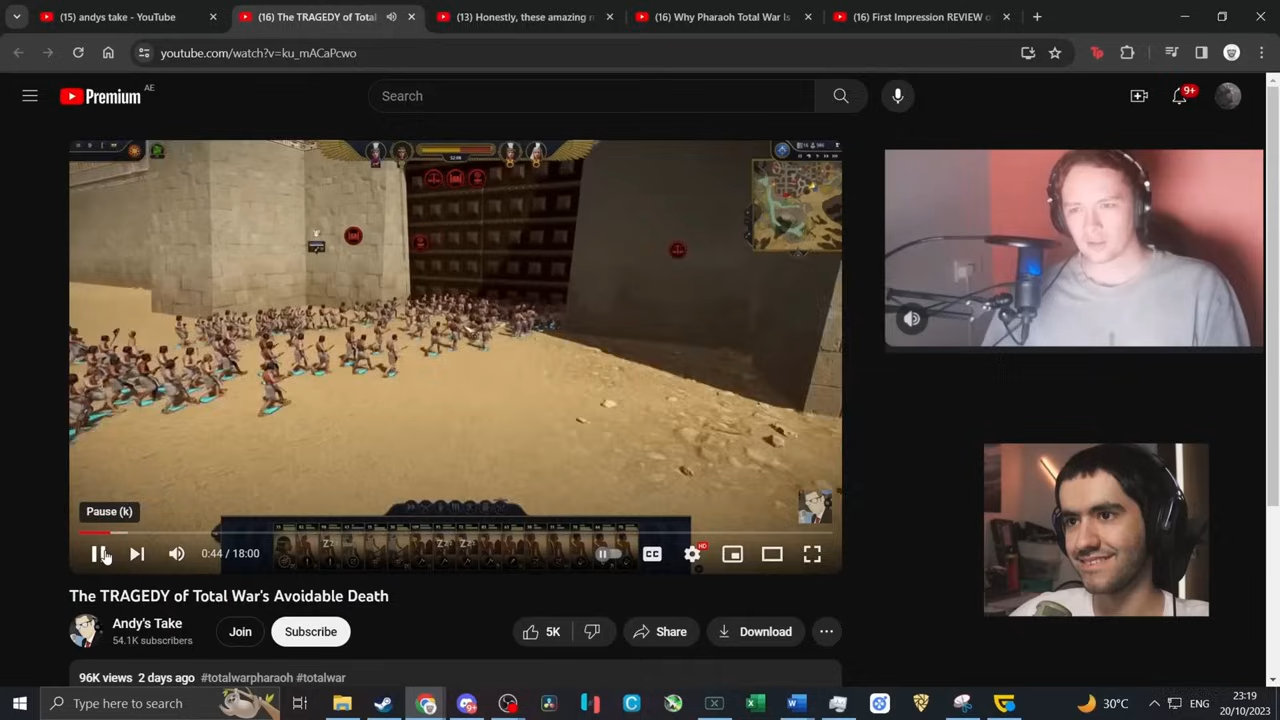 (15) andys take - YouTube
(16) The TRAGEDY of Total
(13) Honestly, these amazing r
(16) Why Pharaoh Total War Is
(16) First Impression REVIEW o
youtube.com/watch?v=ku_mACaPcwo
Premium AE
Search
9+
Pause (k)
0:44 / 18:00
CC
HD
The TRAGEDY of Total War's Avoidable Death
Andy's Take
54.1K subscribers
Join
Subscribe
5K
Share
Download
96K views 2 days ago #totalwarpharaoh #totalwar
Type here to search
30°C
ENG
23:19
20/10/2023